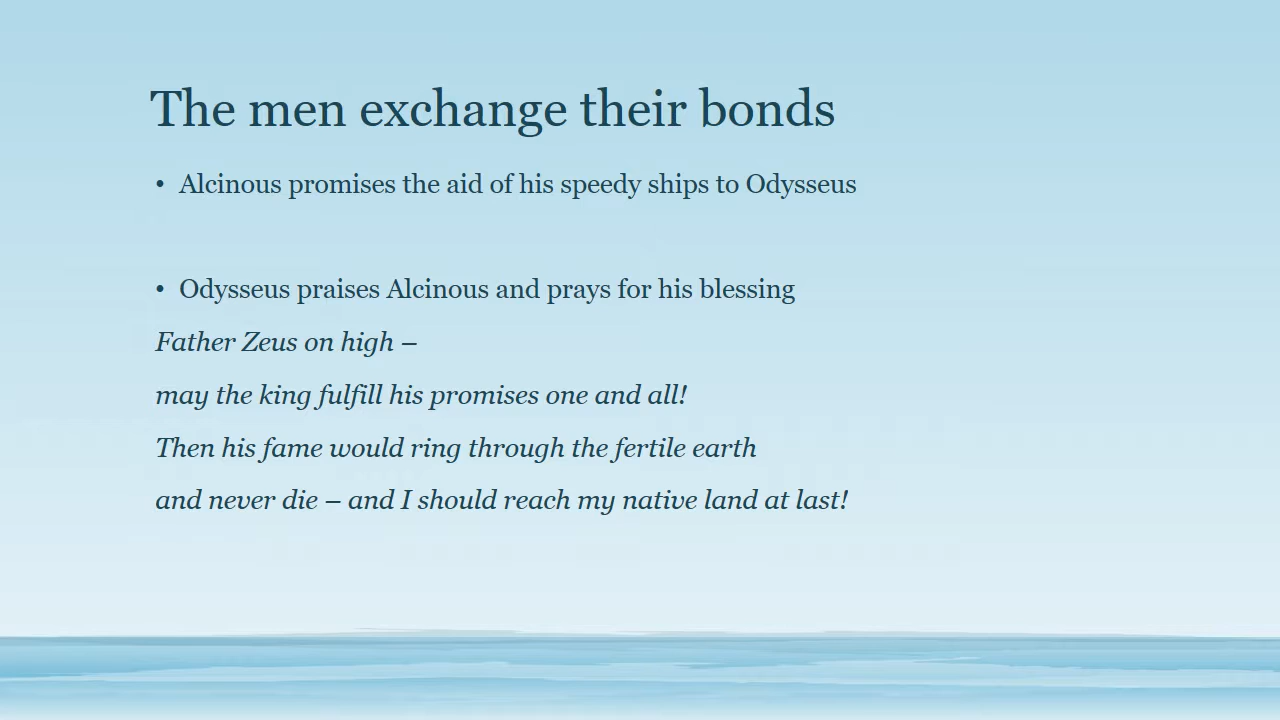 The men exchange their bonds
• Alcinous promises the aid of his speedy ships to Odysseus
• Odysseus praises Alcinous and prays for his blessing
Father Zeus on high –
may the king fulfill his promises one and all!
Then his fame would ring through the fertile earth
and never die – and I should reach my native land at last!